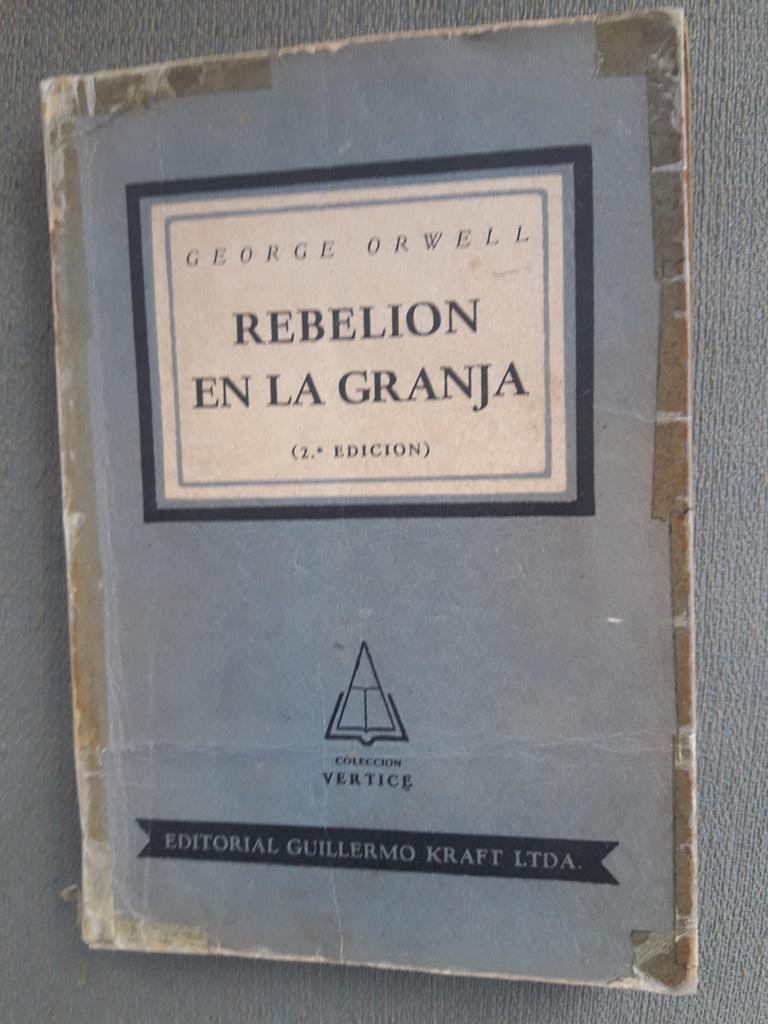 GEORGE ORWELL
REBELION
EN LA GRANJA
(2.ª EDICION)
COLECCION
VERTICE
EDITORIAL GUILLERMO KRAFT LTDA.